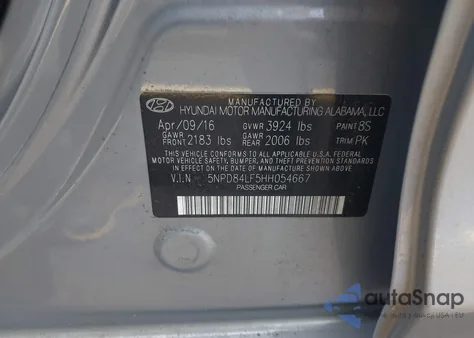 MANUFACTURED BY
HYUNDAI MOTOR MANUFACTURING ALABAMA, LLC
Apr/09/16 GVWR 3924 lbs PAINT 8S
GAWR FRONT 2183 lbs GAWR REAR 2006 lbs TRIM PK
THIS VEHICLE CONFORMS TO ALL APPLICABLE U.S.A. FEDERAL
MOTOR VEHICLE SAFETY, BUMPER, AND THEFT PREVENTION STANDARDS
IN EFFECT ON THE DATE OF MANUFACTURE SHOWN ABOVE.
V.I.N. 5NPD84LF5HH054667
PASSENGER CAR
autoSnap